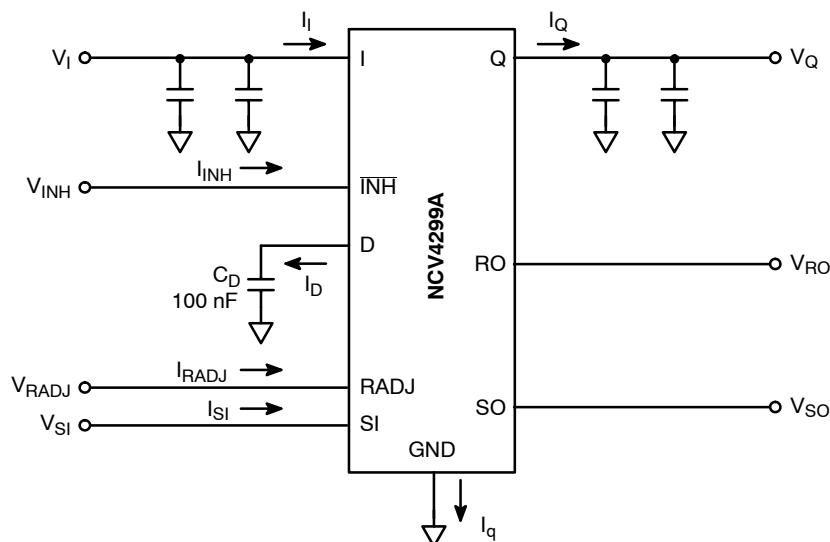 I_I
I_Q
V_I
I
Q
V_Q
I_INH
V_INH
INH
D
NCV4299A
C_D
100 nF
I_D
RO
V_RO
I_RADJ
V_RADJ
RADJ
I_SI
V_SI
SI
SO
V_SO
GND
I_q